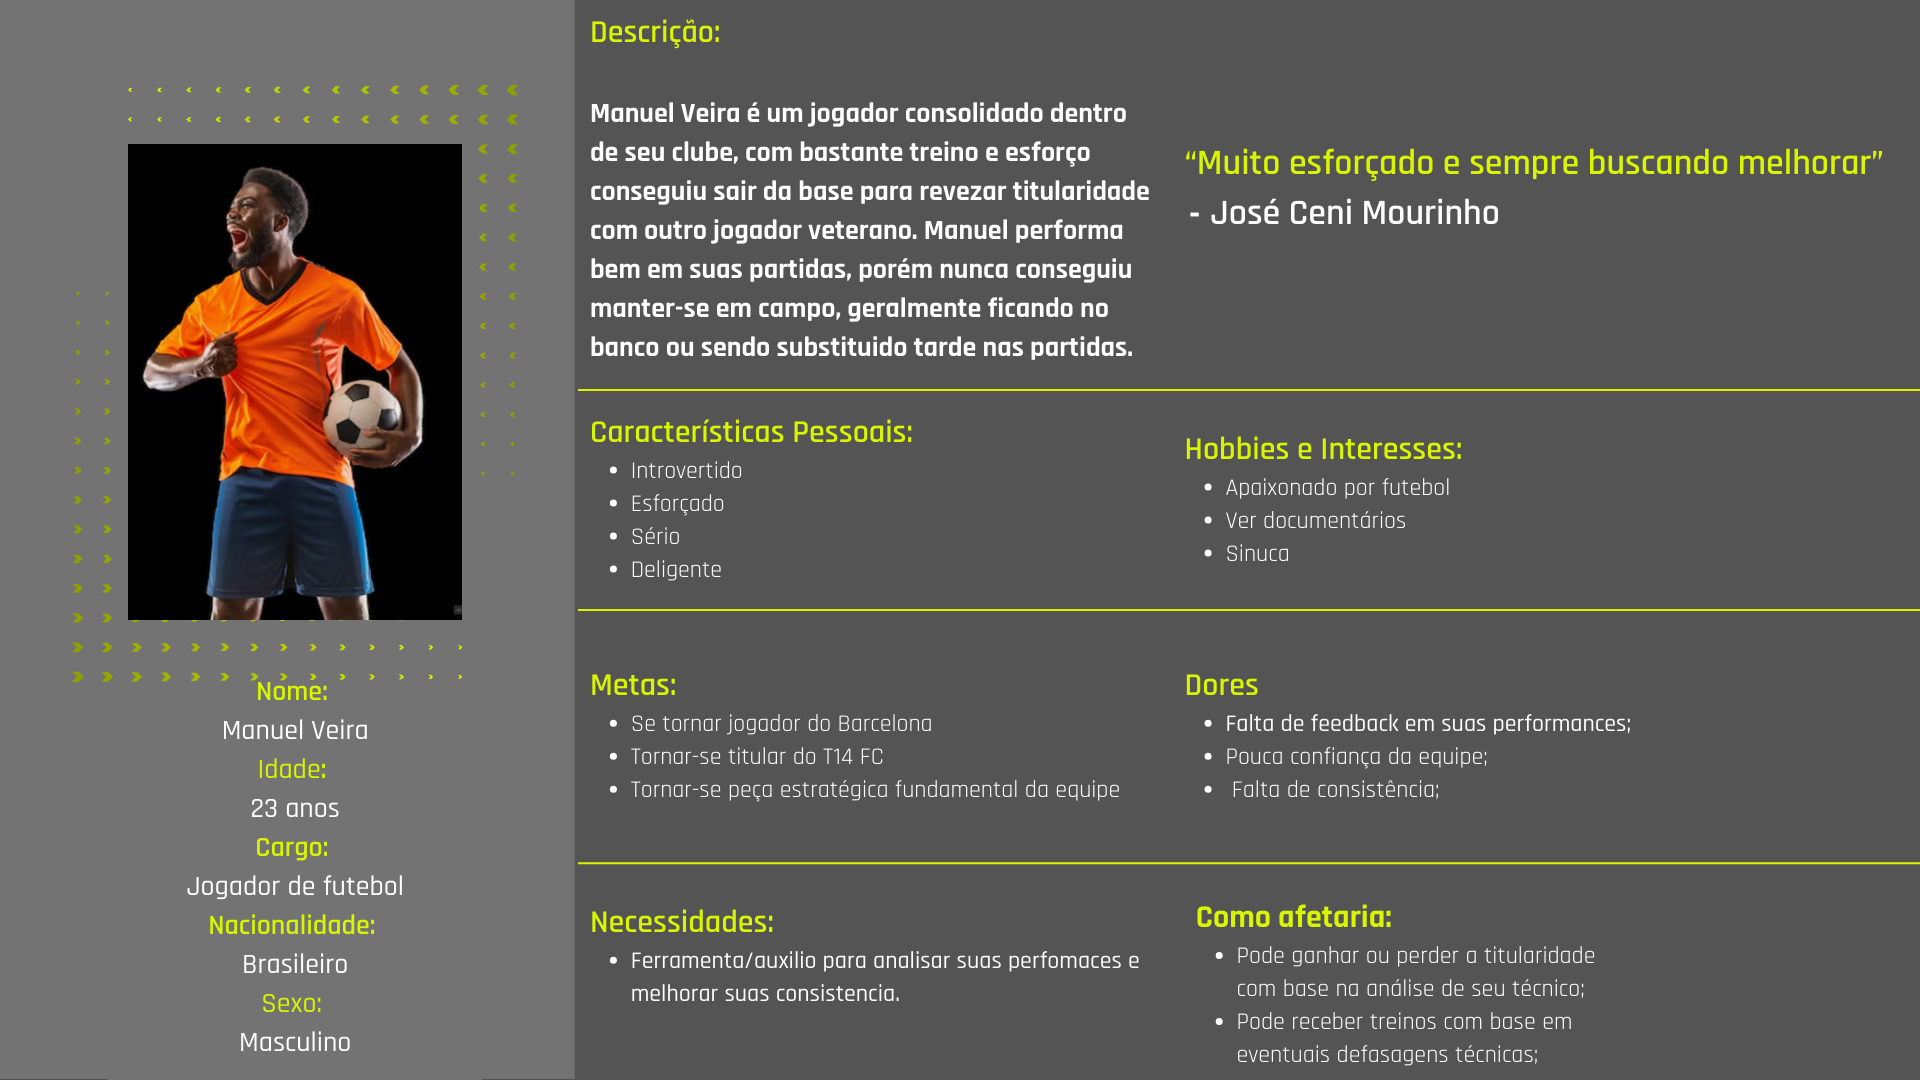 Nome:
Manuel Veira
Idade:
23 anos
Cargo:
Jogador de futebol
Nacionalidade:
Brasileiro
Sexo:
Masculino
Descrição:
Manuel Veira é um jogador consolidado dentro
de seu clube, com bastante treino e esforço
conseguiu sair da base para revezar titularidade
com outro jogador veterano. Manuel performa
bem em suas partidas, porém nunca conseguiu
manter-se em campo, geralmente ficando no
banco ou sendo substituido tarde nas partidas.
“Muito esforçado e sempre buscando melhorar”
- José Ceni Mourinho
Características Pessoais:
• Introvertido
• Esforçado
• Sério
• Deligente
Hobbies e Interesses:
• Apaixonado por futebol
• Ver documentários
• Sinuca
Metas:
• Se tornar jogador do Barcelona
• Tornar-se titular do T14 FC
• Tornar-se peça estratégica fundamental da equipe
Dores
• Falta de feedback em suas performances;
• Pouca confiança da equipe;
• Falta de consistência;
Necessidades:
• Ferramenta/auxilio para analisar suas perfomaces e
melhorar suas consistencia.
Como afetaria:
• Pode ganhar ou perder a titularidade
com base na análise de seu técnico;
• Pode receber treinos com base em
eventuais defasagens técnicas;